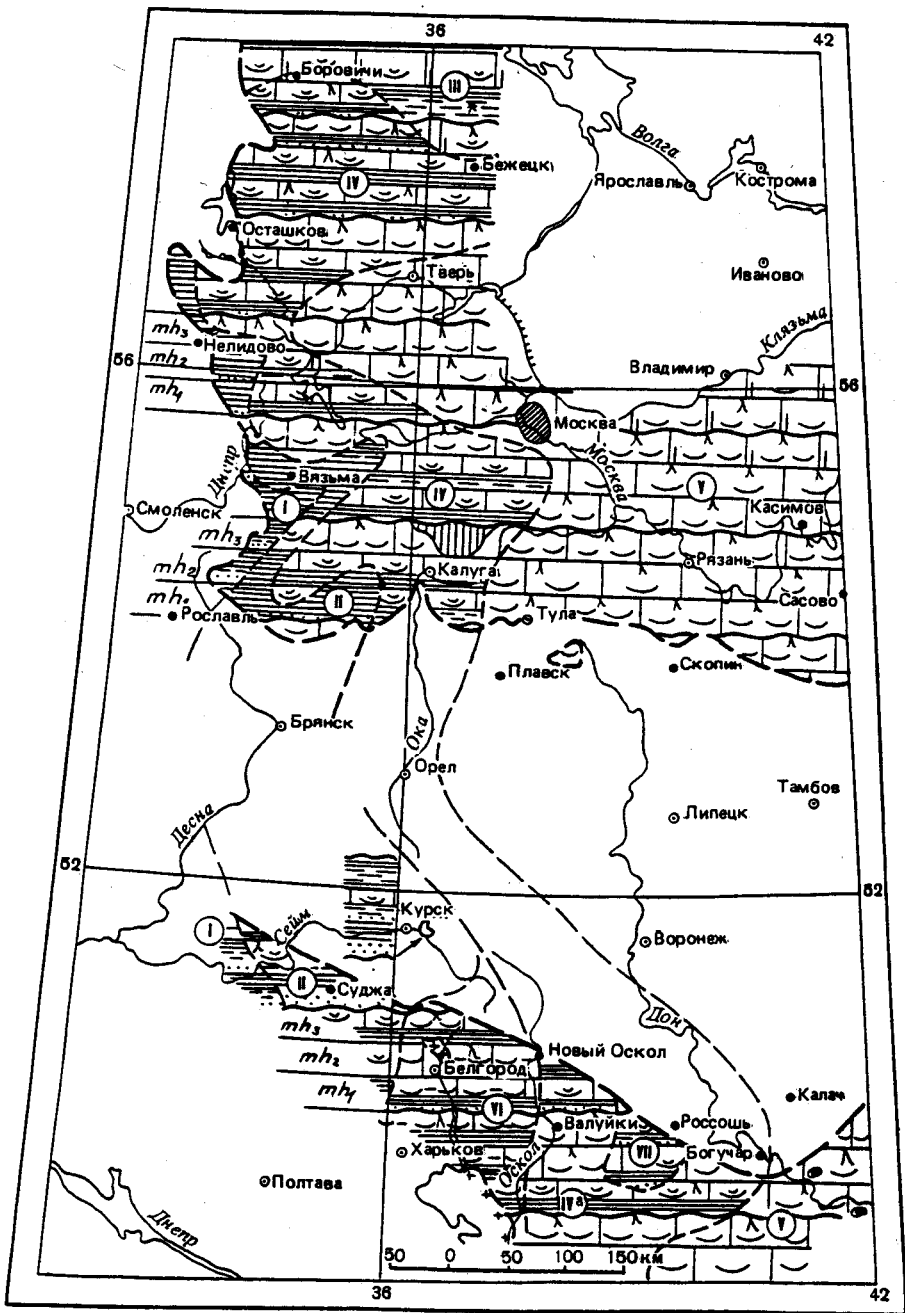 36
42
Боровичи
III
Волга
Бежецк
Ярославль
Кострома
IV
Осташков
Иваново
Тверь
Клязьма
mh₃
Нелидово
mh₂
56
Владимир
56
mh₁
Москва
Днепр
Вязьма
Москва
IV
V
Смоленск
I
Касимов
mh₃
Рязань
mh₂
Калуга
Сасово
mh₁
II
Рославль
Тула
Плавск
Скопин
Брянск
Ока
Орел
Тамбов
Липецк
Десна
52
52
Курск
I
Сейм
Воронеж
II
Суджа
Дон
mh₃
Новый Оскол
mh₂
Белгород
mh₁
Калач
VI
Валуйки
Россошь
Харьков
VII
Богучар
Оскол
Полтава
IVа
V
Днепр
50 0 50 100 150 км
36
42